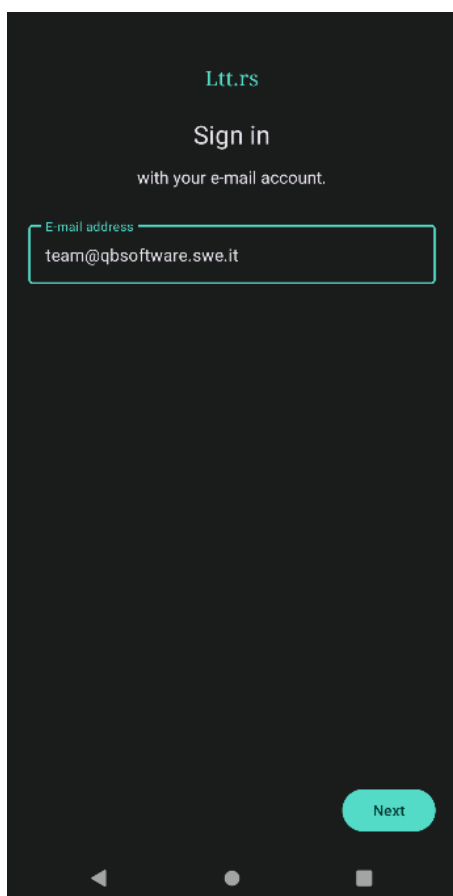 Ltt.rs
Sign in
with your e-mail account.
E-mail address
team@qbsoftware.swe.it
Next